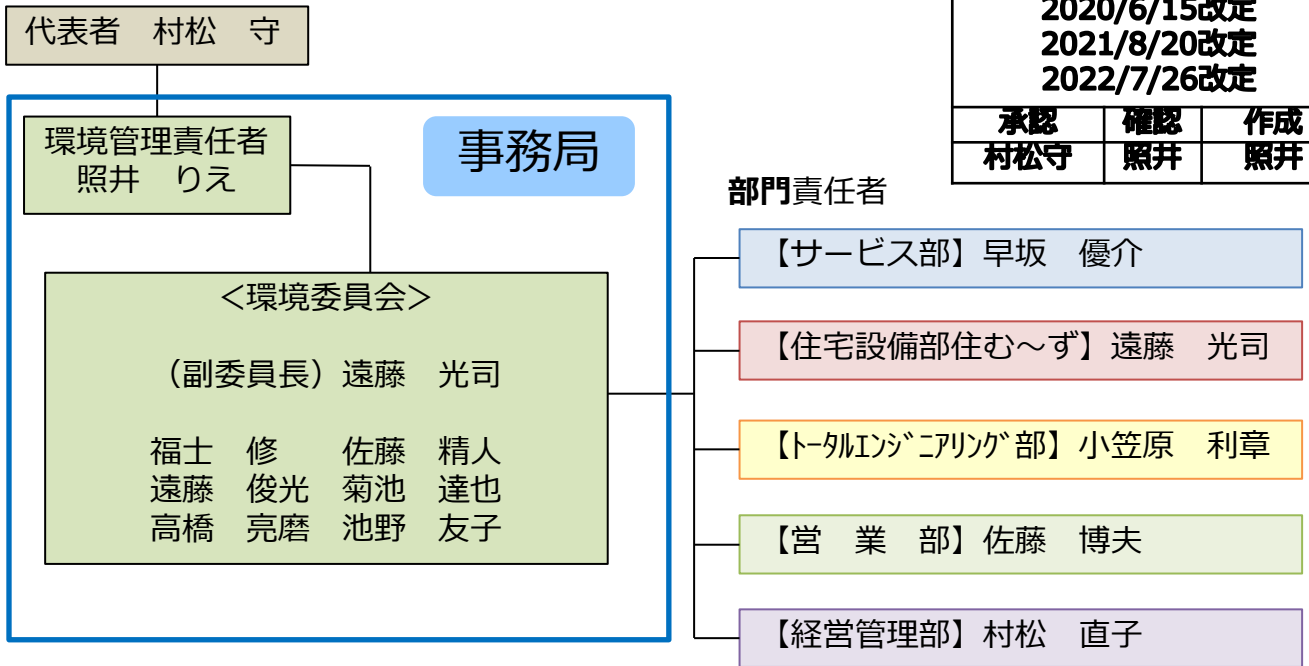 代表者　村松　守
2020/6/15改定
2021/8/20改定
2022/7/26改定
承認　確認　作成
村松守　照井　照井
環境管理責任者
照井　りえ
事務局
＜環境委員会＞
（副委員長）遠藤　光司
福士　修　　佐藤　精人
遠藤　俊光　菊池　達也
高橋　亮磨　池野　友子
部門責任者
【サービス部】早坂　優介
【住宅設備部住む～ず】遠藤　光司
【ﾄｰﾀﾙｴﾝｼﾞﾆｱﾘﾝｸﾞ部】小笠原　利章
【営　業　部】佐藤　博夫
【経営管理部】村松　直子